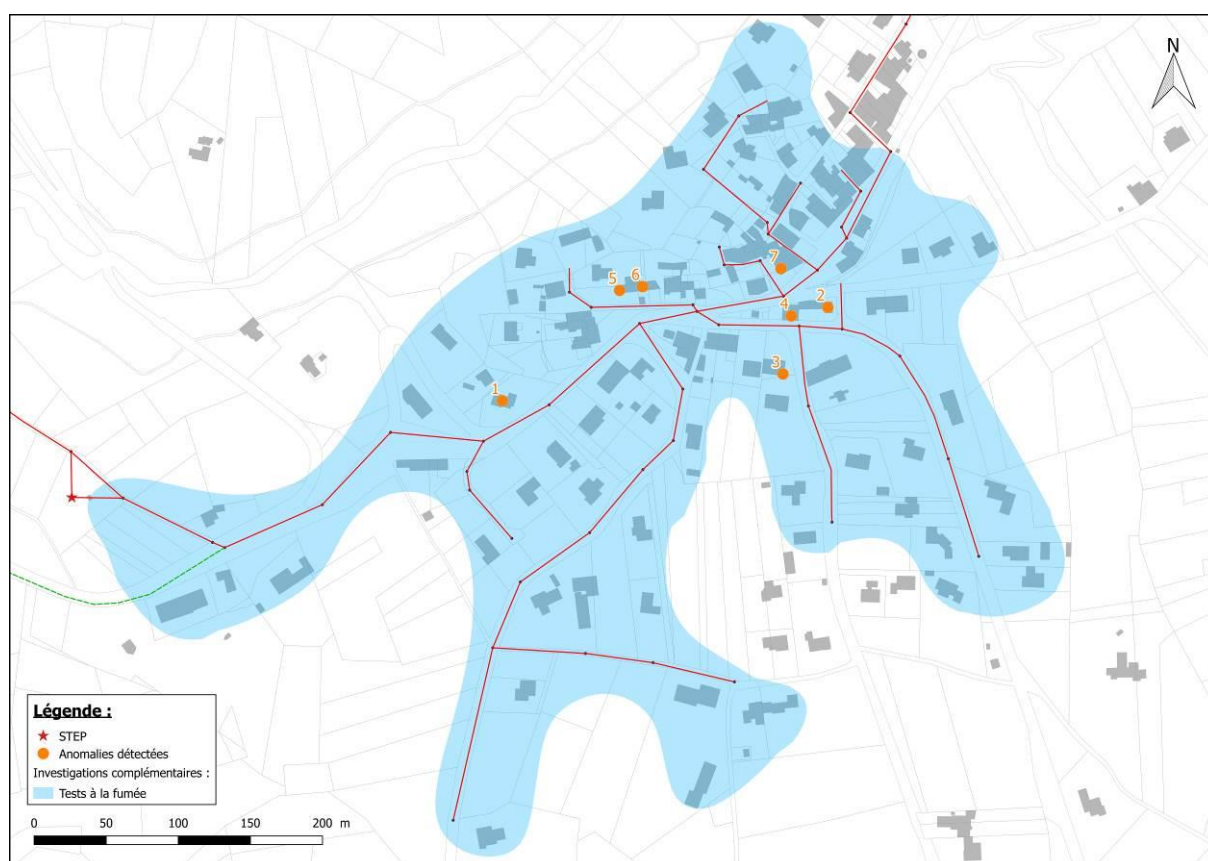 N
7
5
6
2
4
3
1
Légende :
STEP
Anomalies détectées
Investigations complémentaires :
Tests à la fumée
0 50 100 150 200 m